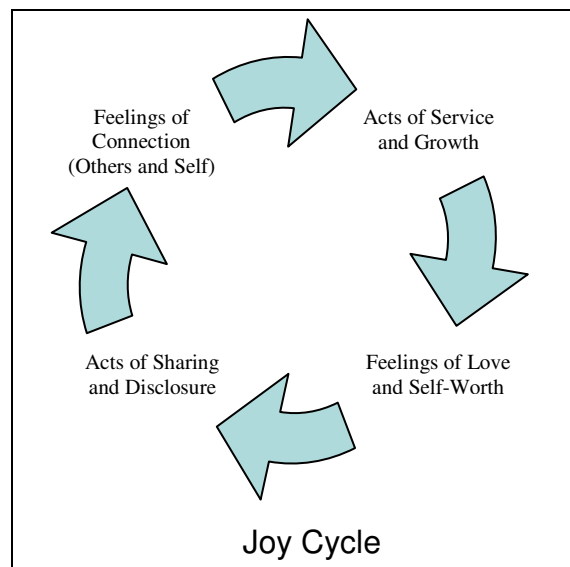 Feelings of
Connection
(Others and Self)
Acts of Service
and Growth
Feelings of Love
and Self-Worth
Acts of Sharing
and Disclosure
Joy Cycle